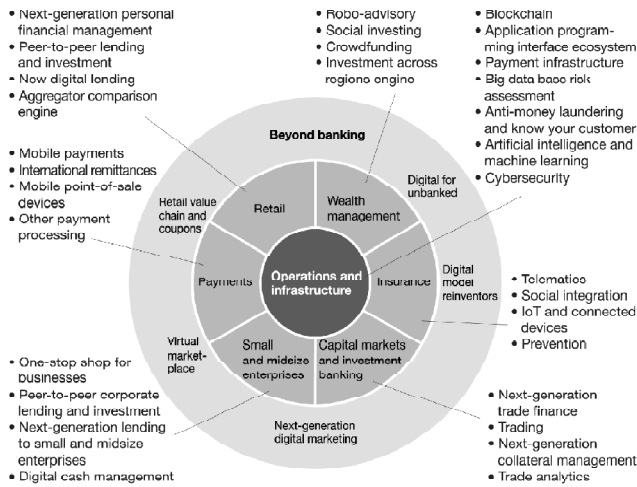 • Next-generation personal
financial management
• Peer-to-peer lending
and investment
• Now digital lending
• Aggregator comparison
engine
• Robo-advisory
• Social investing
• Crowdfunding
• Investment across
regions engine
• Blockchain
• Application program-
ming interface ecosystem
• Payment infrastructure
• Big data base risk
assessment
• Anti-money laundering
and know your customer
• Artificial intelligence and
machine learning
• Cybersecurity
• Mobile payments
• International remittances
• Mobile point-of-sale
devices
• Other payment
processing
Beyond banking
Retail value
chain and
coupons
Retail
Wealth
management
Digital for
unbanked
Payments
Operations and
infrastructure
Insurance
Digital
model
reinventors
Virtual
market-
place
Small
and midsize
enterprises
Capital markets
and investment
banking
Next-generation
digital marketing
• Telematics
• Social integration
• IoT and connected
devices
• Prevention
• One-stop shop for
businesses
• Peer-to-peer corporate
lending and investment
• Next-generation lending
to small and midsize
enterprises
• Digital cash management
• Next-generation
trade finance
• Trading
• Next-generation
collateral management
• Trade analytics